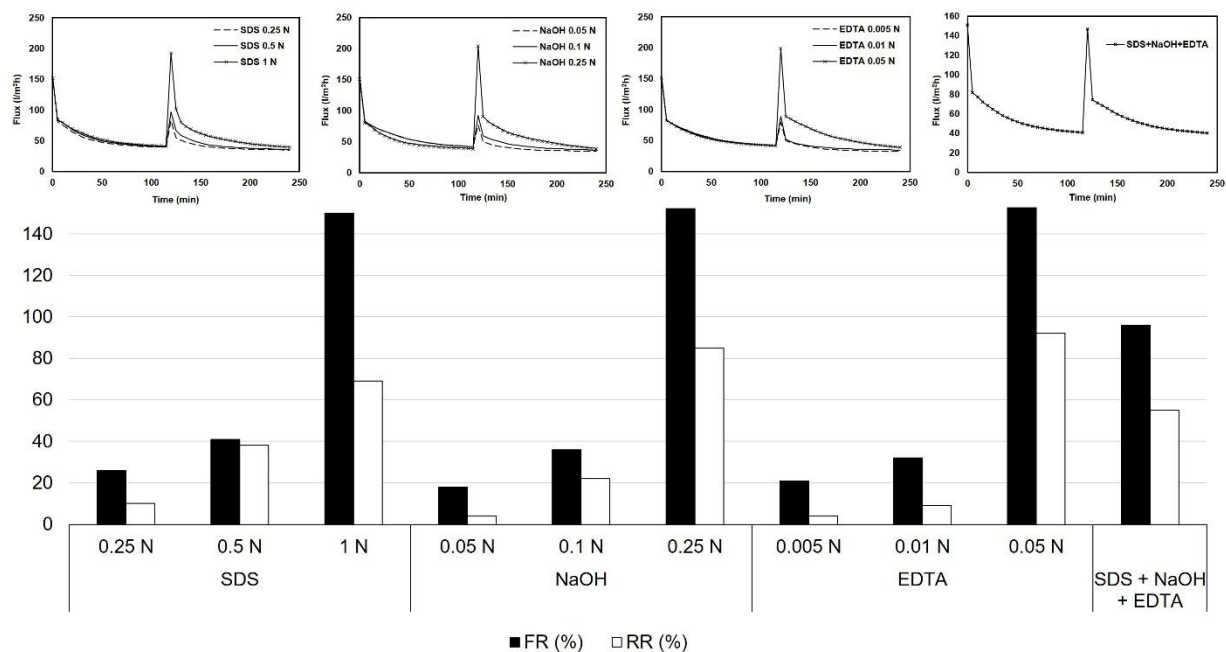 250
200
150
100
50
0
Flux (l/m²h)
SDS 0.25 N
SDS 0.5 N
SDS 1 N
0 50 100 150 200 250
Time (min)
250
200
150
100
50
0
Flux (l/m²h)
NaOH 0.05 N
NaOH 0.1 N
NaOH 0.25 N
0 50 100 150 200 250
Time (min)
250
200
150
100
50
0
Flux (l/m²h)
EDTA 0.005 N
EDTA 0.01 N
EDTA 0.05 N
0 50 100 150 200 250
Time (min)
160
140
120
100
80
60
40
20
0
Flux (l/m²h)
SDS+NaOH+EDTA
0 50 100 150 200 250
Time (min)
140
120
100
80
60
40
20
0
0.25 N 0.5 N 1 N 0.05 N 0.1 N 0.25 N 0.005 N 0.01 N 0.05 N
SDS NaOH EDTA SDS + NaOH
+ EDTA
FR (%) RR (%)